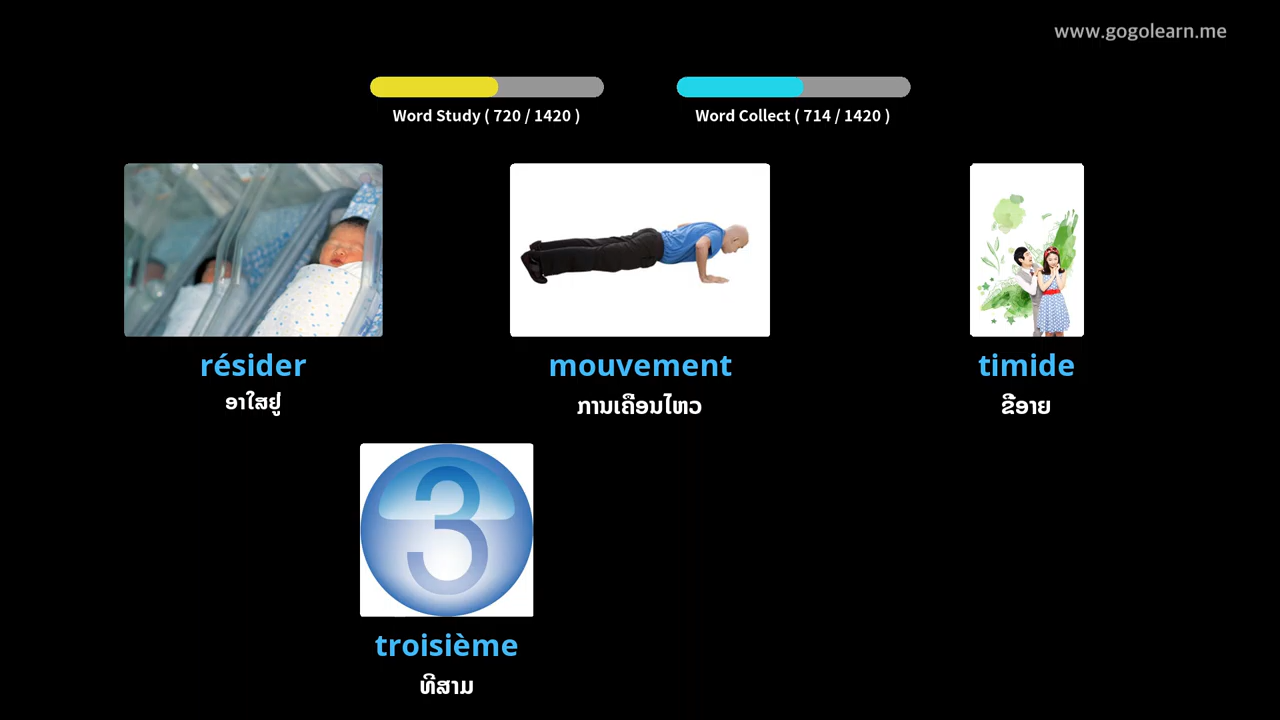 www.gogolearn.me
Word Study ( 720 / 1420 )
Word Collect ( 714 / 1420 )
résider
ອາໃສຢູ່
mouvement
ການເຄື່ອນໄຫວ
timide
ຂີ້ອາຍ
3
troisième
ທີສາມ